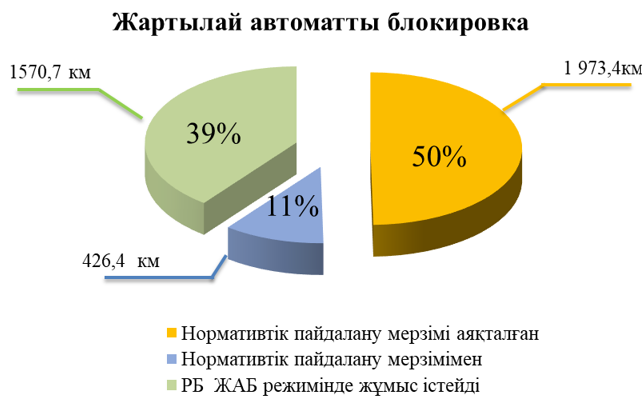 Жартылай автоматты блокировка
1570,7 км
1 973,4км
39%
50%
11%
426,4 км
Нормативтік пайдалану мерзімі аяқталған
Нормативтік пайдалану мерзімімен
РБ ЖАБ режимінде жұмыс істейді